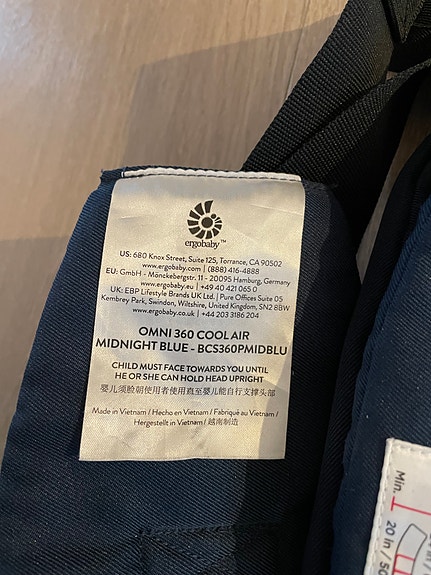 ergobaby™
US: 680 Knox Street, Suite 125, Torrance, CA 90502
www.ergobaby.com | (888) 416-4888
EU: GmbH - Mönckebergstr. 11 - 20095 Hamburg, Germany
www.ergobaby.eu | +49 40 421 065 0
UK: EBP Lifestyle Brands UK Ltd. | Pure Offices Suite 05
Kembrey Park, Swindon, Wiltshire, United Kingdom, SN2 8BW
www.ergobaby.co.uk | +44 203 3186 204
OMNI 360 COOL AIR
MIDNIGHT BLUE - BCS360PMIDBLU
CHILD MUST FACE TOWARDS YOU UNTIL
HE OR SHE CAN HOLD HEAD UPRIGHT
婴儿须脸朝使用者使用直至婴儿能自行支撑头部
Made in Vietnam / Hecho en Vietnam / Fabriqué au Vietnam /
Hergestellt in Vietnam / 越南制造
Min.
20 in / 50